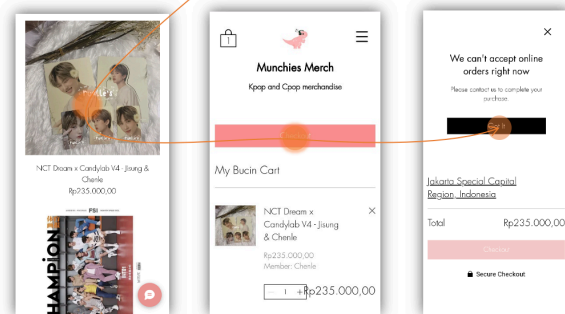 NCT Dream x Candylab V4 - Jisung &
Chenle
Rp235.000,00
PSI
CHAMPION
1
Munchies Merch
Kpop and Cpop merchandise
My Bucin Cart
NCT Dream x
Candylab V4 - Jisung
& Chenle
Rp235.000,00
Member: Chenle
- 1 +
Rp235.000,00
We can't accept online
orders right now
Please contact us to complete your
purchase.
Jakarta Special Capital
Region, Indonesia
Total Rp235.000,00
Checkout
Secure Checkout